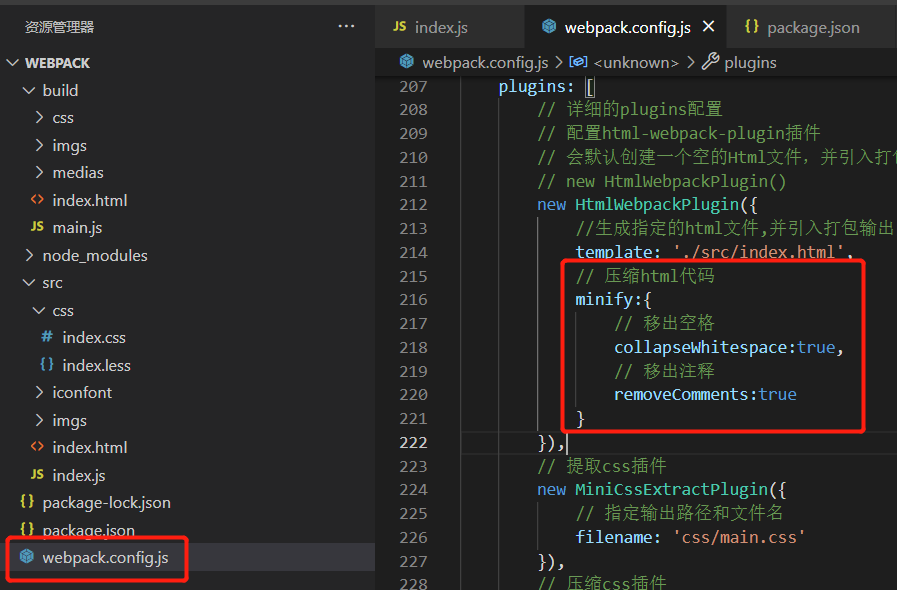 资源管理器 ...
WEBPACK
build
css
imgs
medias
index.html
JS main.js
node_modules
src
css
# index.css
{} index.less
iconfont
imgs
index.html
JS index.js
{} package-lock.json
{} package.json
webpack.config.js
JS index.js webpack.config.js {} package.json
webpack.config.js > <unknown> > plugins
207 plugins: [
208 // 详细的plugins配置
209 // 配置html-webpack-plugin插件
210 // 会默认创建一个空的Html文件，并引入打
211 // new HtmlWebpackPlugin()
212 new HtmlWebpackPlugin({
213 //生成指定的html文件,并引入打包输出
214 template: './src/index.html',
215 // 压缩html代码
216 minify:{
217 // 移出空格
218 collapseWhitespace:true,
219 // 移出注释
220 removeComments:true
221 }
222 }),
223 // 提取css插件
224 new MiniCssExtractPlugin({
225 // 指定输出路径和文件名
226 filename: 'css/main.css'
227 }),
228 // 压缩css插件